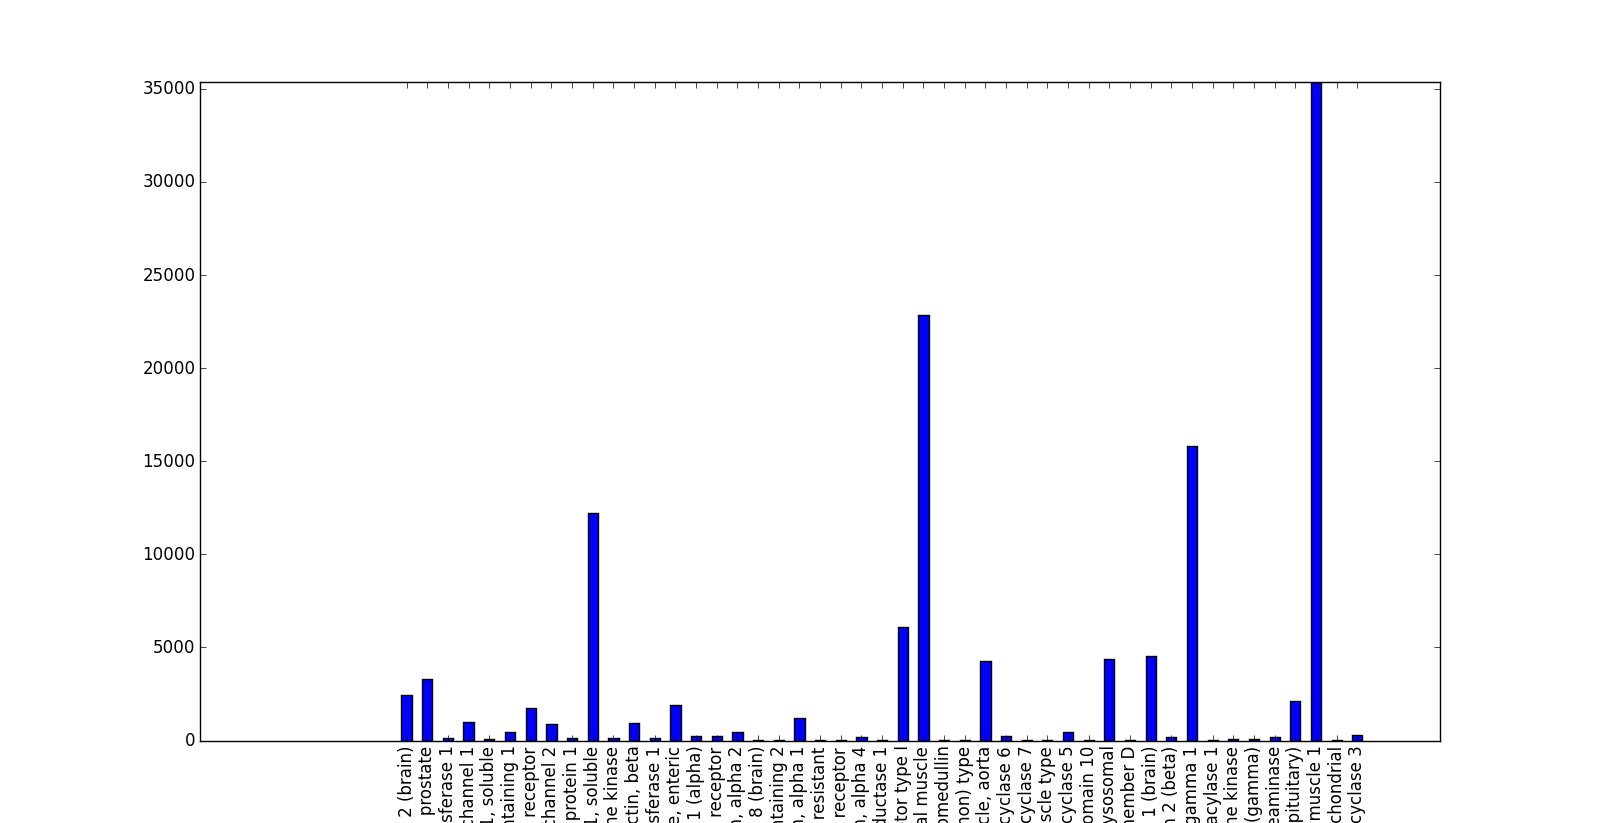 35000
30000
25000
20000
15000
10000
5000
0
2 (brain)
prostate
sferase 1
channel 1
1, soluble
ntaining 1
receptor
channel 2
protein 1
1, soluble
ne kinase
ctin, beta
sferase 1
e, enteric
1 (alpha)
receptor
n, alpha 2
8 (brain)
ntaining 2
n, alpha 1
resistant
receptor
n, alpha 4
ductase 1
tor type I
al muscle
omedullin
non) type
cle, aorta
cyclase 6
cyclase 7
scle type
cyclase 5
omain 10
ysosomal
member D
1 (brain)
n 2 (beta)
gamma 1
acylase 1
ne kinase
(gamma)
eaminase
pituitary)
muscle 1
chondrial
cyclase 3